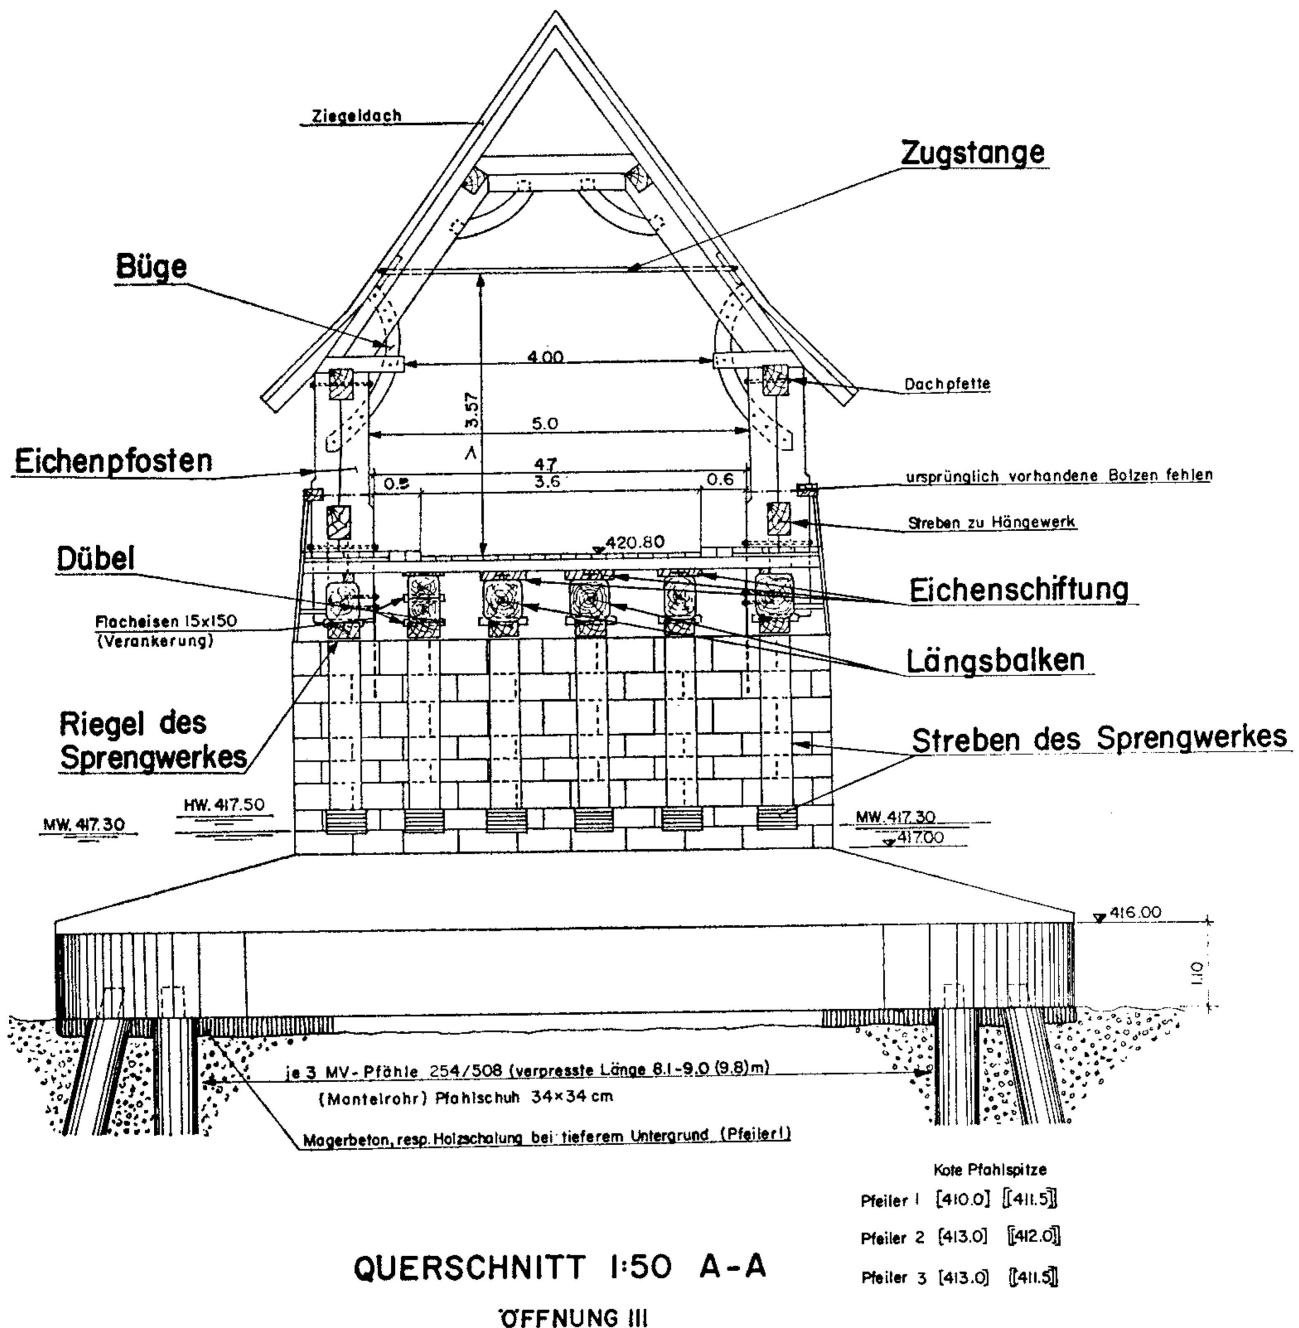 Ziegeldach
Zugstange
Büge
4.00
Dachpfette
> 3.57
5.0
Eichenpfosten
4.7
ursprünglich vorhandene Bolzen fehlen
0.5
3.6
0.6
Streben zu Hängewerk
420.80
Dübel
Eichenschiftung
Flacheisen 15x150
(Verankerung)
Längsbalken
Riegel des
Sprengwerkes
Streben des Sprengwerkes
HW. 417.50
MW. 417.30
MW. 417.30
417.00
416.00
1.10
je 3 MV-Pfähle 254/508 (verpresste Länge 8.1-9.0 (9.8)m)
(Mantelrohr) Pfahlschuh 34×34 cm
Magerbeton, resp. Holzschalung bei tieferem Untergrund (Pfeiler 1)
Kote Pfahlspitze
Pfeiler 1 [410.0] [[411.5]]
Pfeiler 2 [413.0] [[412.0]]
Pfeiler 3 [413.0] [[411.5]]
QUERSCHNITT 1:50 A-A
ÖFFNUNG III